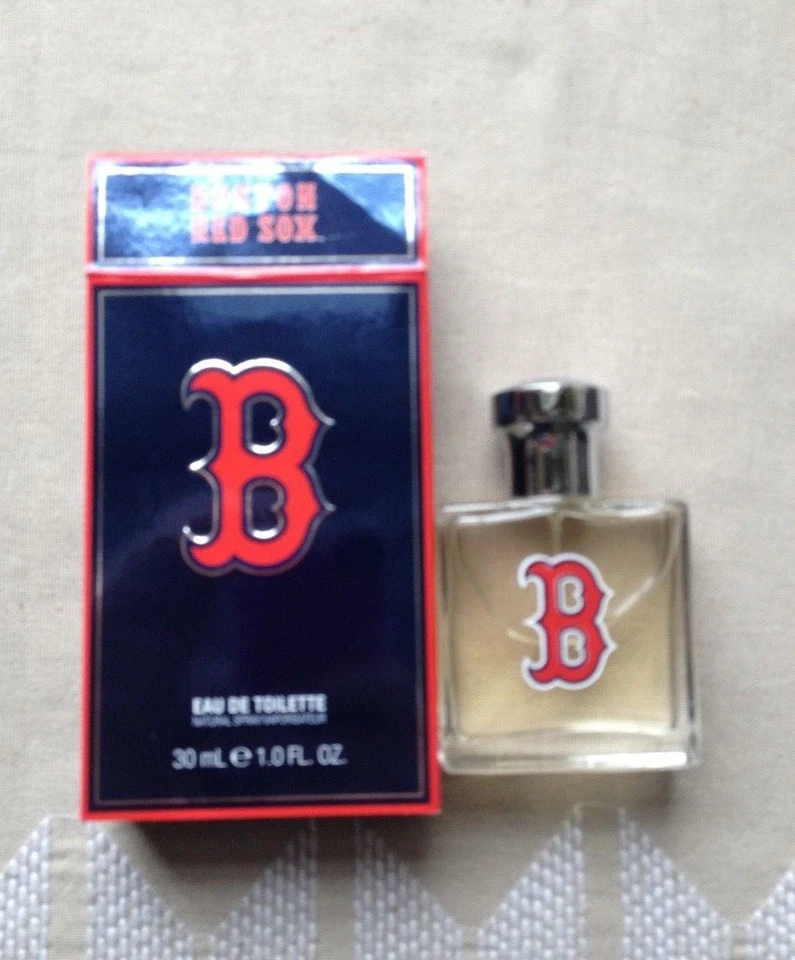 BOSTON
RED SOX
B
EAU DE TOILETTE
NATURAL SPRAY VAPORISATEUR
30 mL ℮ 1.0 FL. OZ.
B